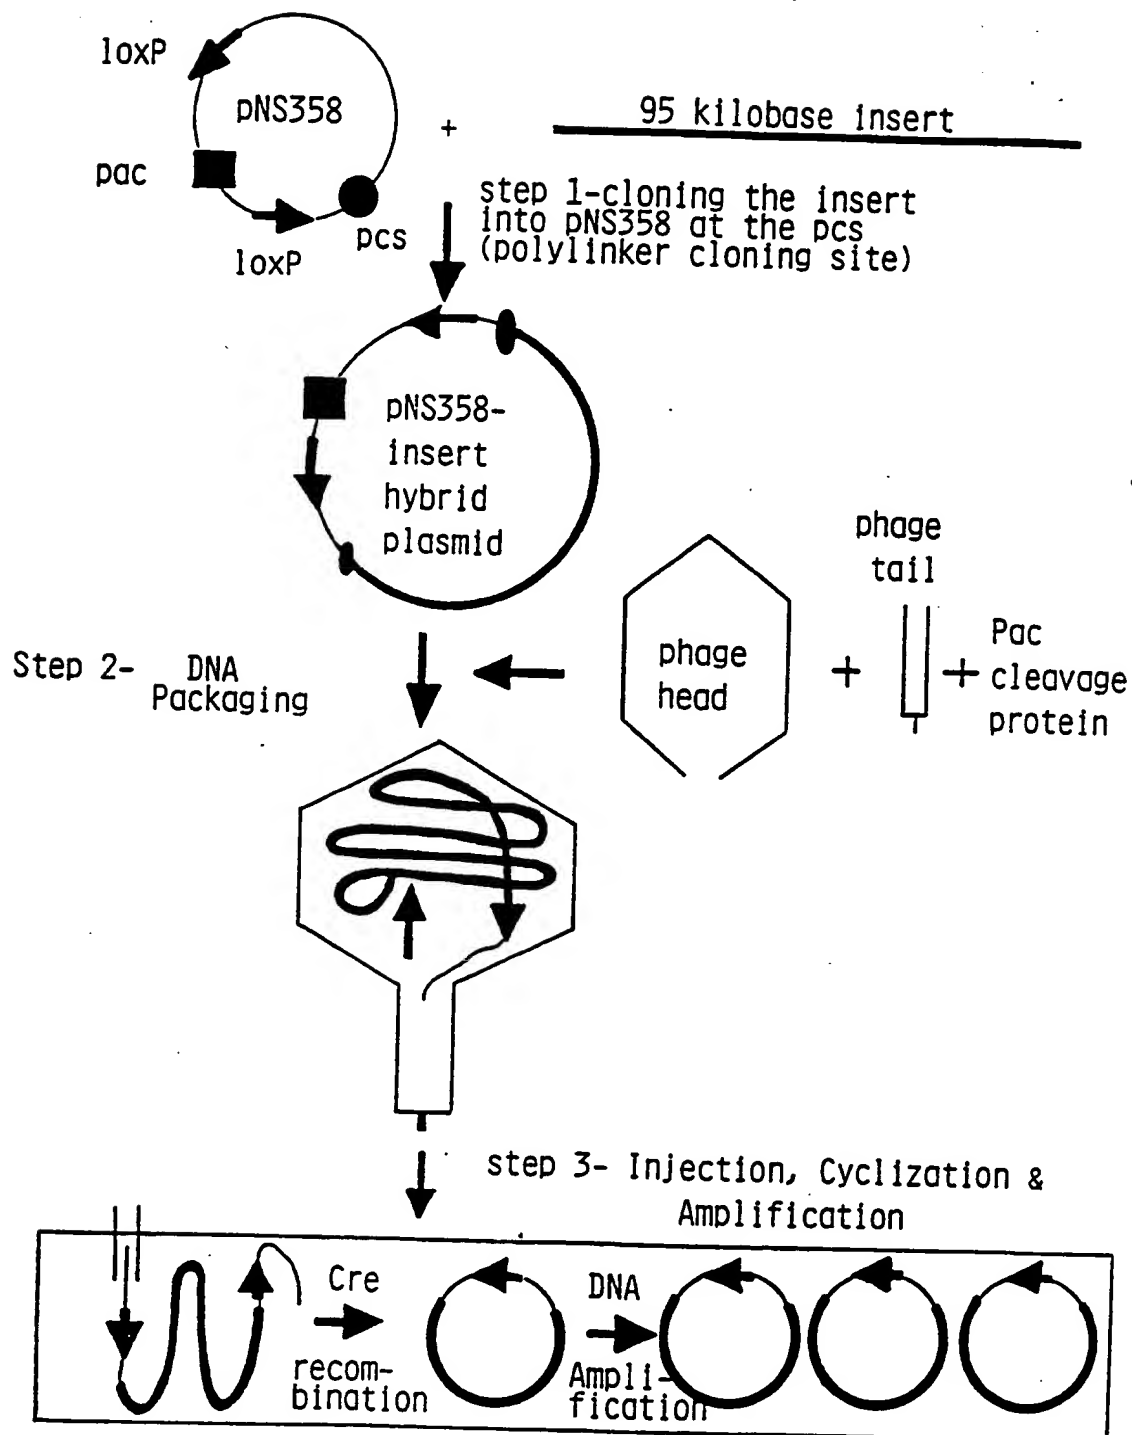 loxP
pNS358
+
95 kilobase insert
pac
pcs
loxP
step 1-cloning the insert
into pNS358 at the pcs
(polylinker cloning site)
pNS358-
insert
hybrid
plasmid
Step 2- DNA
Packaging
phage
head
+
phage
tail
+
Pac
cleavage
protein
step 3- Injection, Cyclization &
Amplification
Cre
recom-
bination
DNA
Ampli-
fication